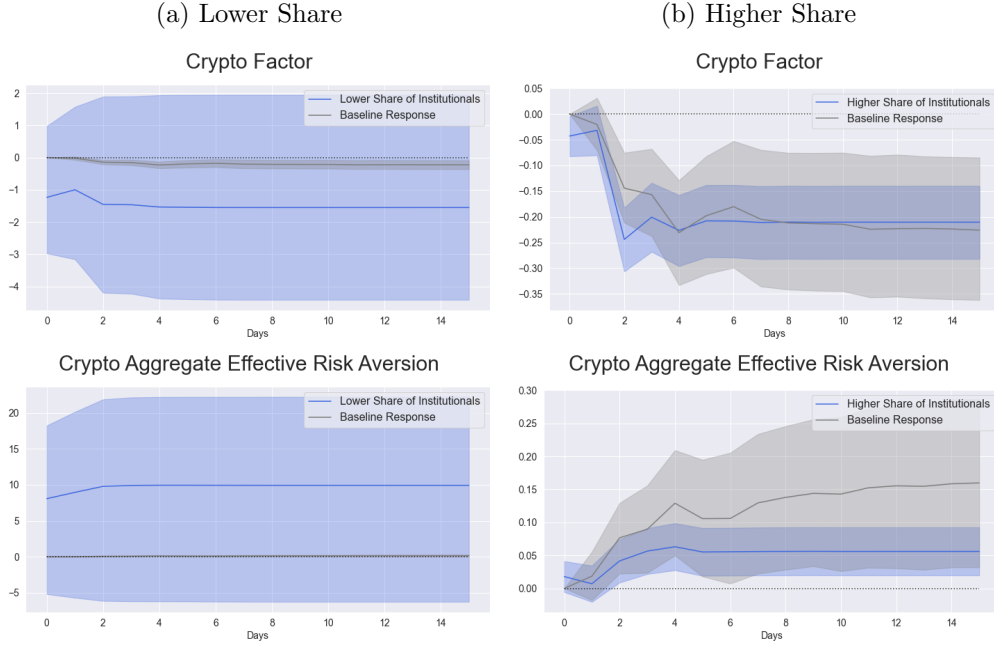 (a) Lower Share
(b) Higher Share
Crypto Factor
Lower Share of Institutionals
Baseline Response
2
1
0
−1
−2
−3
−4
0 2 4 6 8 10 12 14
Days
Crypto Factor
Higher Share of Institutionals
Baseline Response
0.05
0.00
−0.05
−0.10
−0.15
−0.20
−0.25
−0.30
−0.35
0 2 4 6 8 10 12 14
Days
Crypto Aggregate Effective Risk Aversion
Lower Share of Institutionals
Baseline Response
20
15
10
5
0
−5
0 2 4 6 8 10 12 14
Days
Crypto Aggregate Effective Risk Aversion
Higher Share of Institutionals
Baseline Response
0.30
0.25
0.20
0.15
0.10
0.05
0.00
0 2 4 6 8 10 12 14
Days